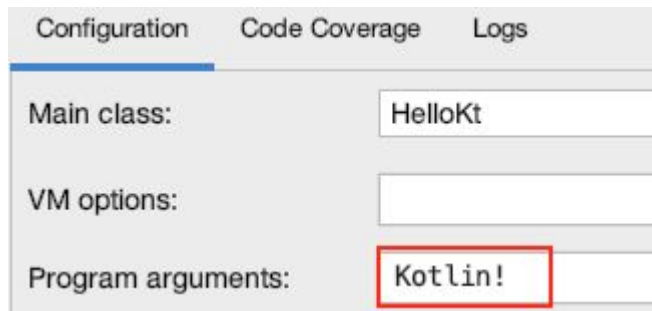 Configuration Code Coverage Logs
Main class: HelloKt
VM options:
Program arguments: Kotlin!